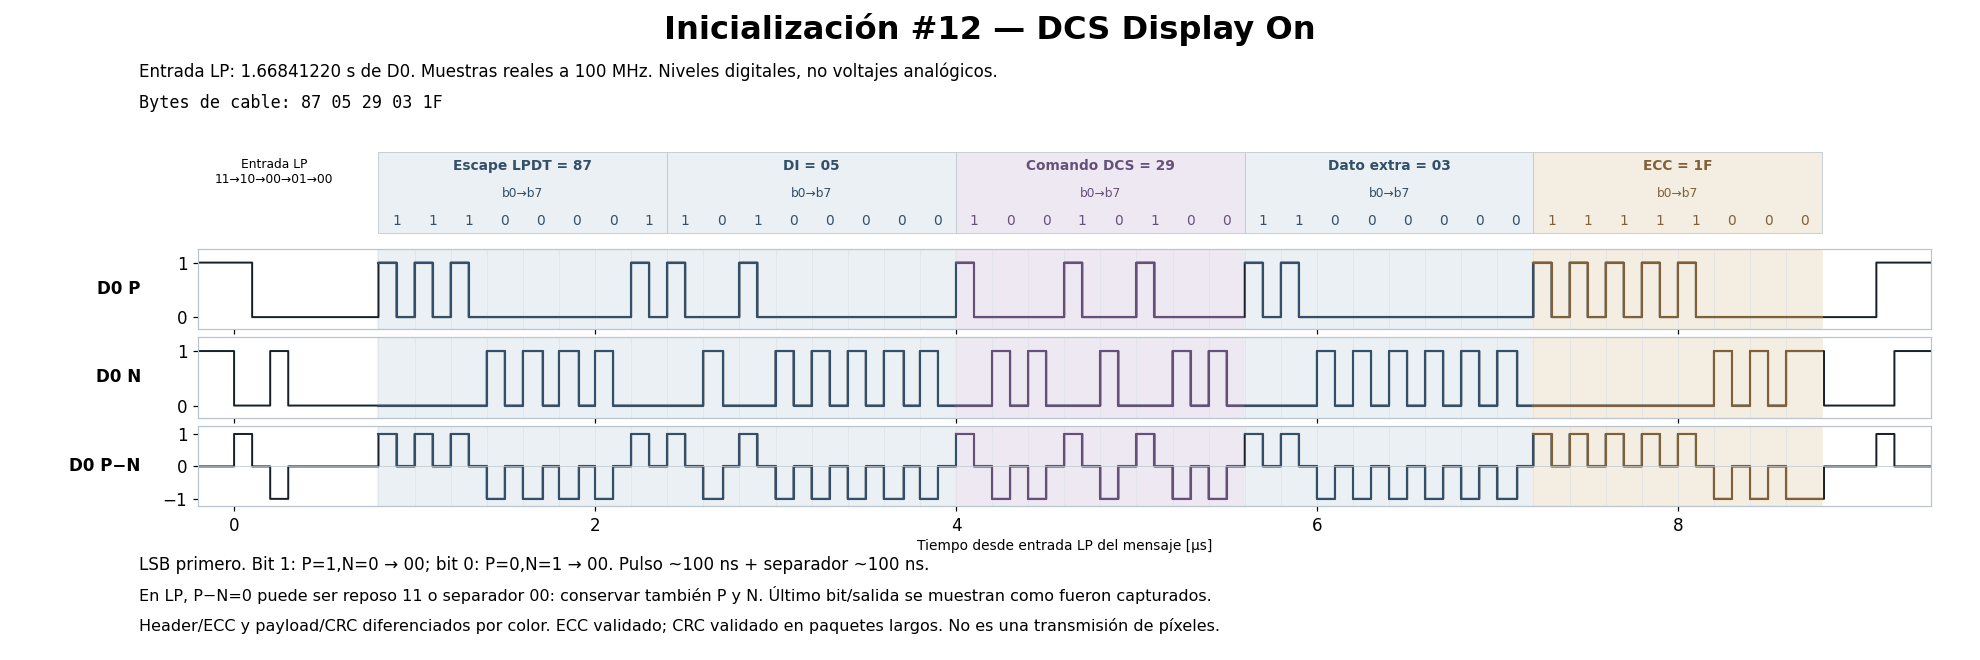 Inicialización #12 — DCS Display On
Entrada LP: 1.66841220 s de D0. Muestras reales a 100 MHz. Niveles digitales, no voltajes analógicos.
Bytes de cable: 87 05 29 03 1F
Entrada LP
11→10→00→01→00
Escape LPDT = 87
b0→b7
1 1 1 0 0 0 0 1
DI = 05
b0→b7
1 0 1 0 0 0 0 0
Comando DCS = 29
b0→b7
1 0 0 1 0 1 0 0
Dato extra = 03
b0→b7
1 1 0 0 0 0 0 0
ECC = 1F
b0→b7
1 1 1 1 1 0 0 0
D0 P
1
0
D0 N
1
0
D0 P−N
1
0
−1
0 2 4 6 8
Tiempo desde entrada LP del mensaje [µs]
LSB primero. Bit 1: P=1,N=0 → 00; bit 0: P=0,N=1 → 00. Pulso ~100 ns + separador ~100 ns.
En LP, P−N=0 puede ser reposo 11 o separador 00: conservar también P y N. Último bit/salida se muestran como fueron capturados.
Header/ECC y payload/CRC diferenciados por color. ECC validado; CRC validado en paquetes largos. No es una transmisión de píxeles.